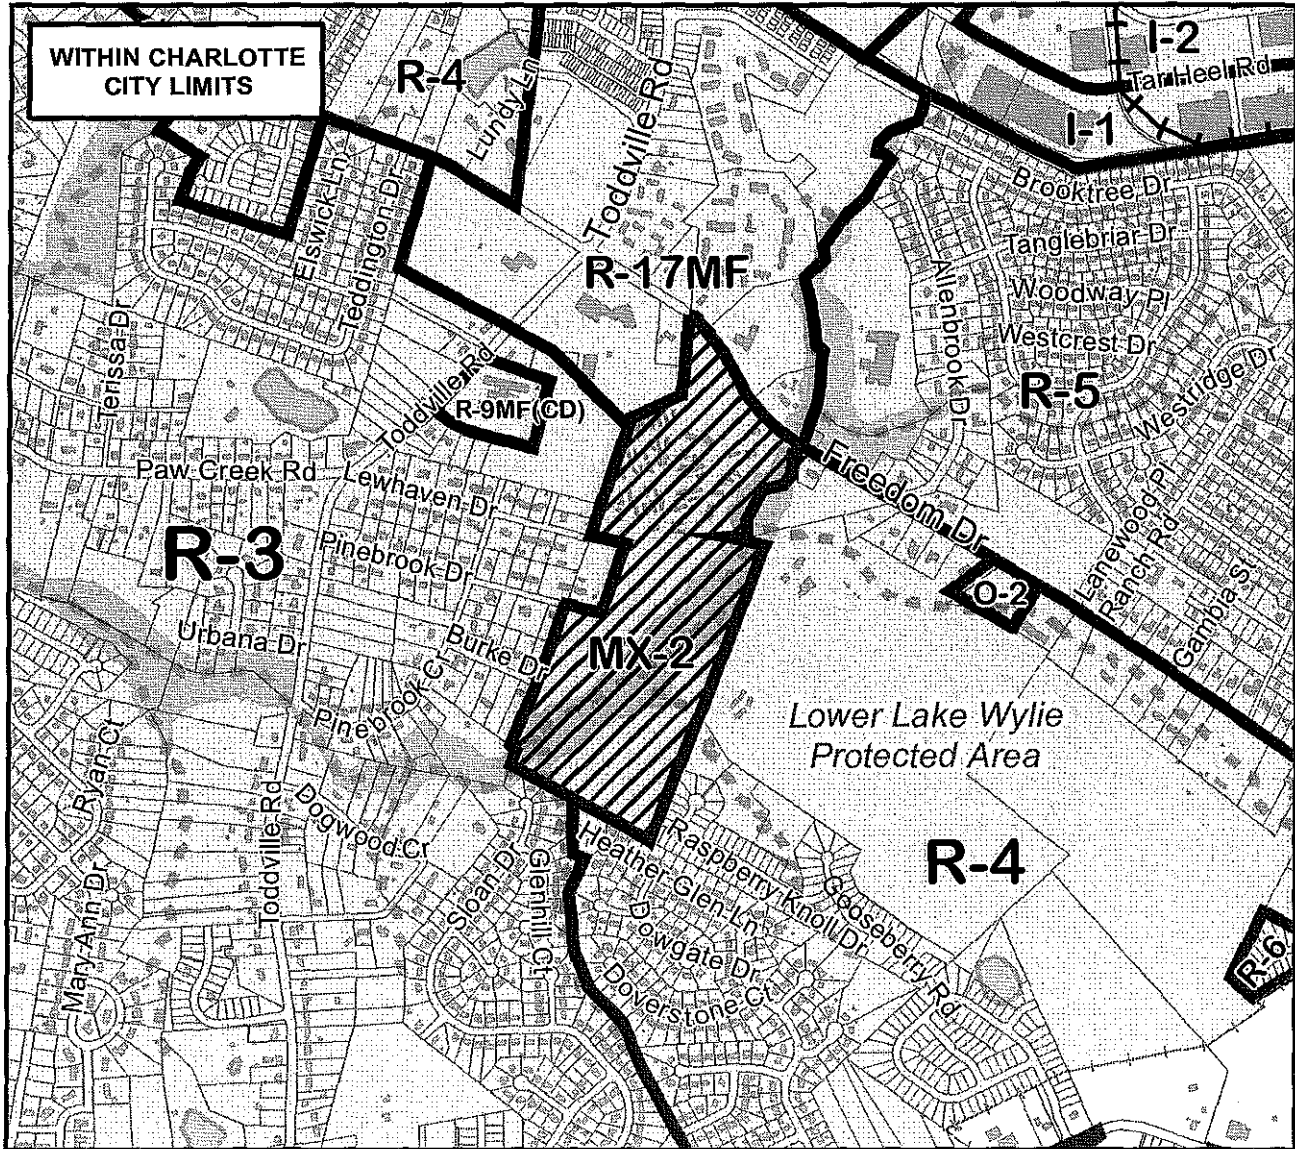 WITHIN CHARLOTTE
CITY LIMITS
R-4
Lundy Ln
Toddville Rd
I-2
Tar Heel Rd
I-1
Elswick Ln
Teddington Dr
R-17MF
Brooktree Dr
Tanglebriar Dr
Woodway Pl
Westcrest Dr
Allenbrook Dr
R-5
Westridge Dr
Terissa Dr
Toddville Rd
R-9MF(CD)
Paw Creek Rd
Lewhaven Dr
Freedom Dr
R-3
Pinebrook Dr
Lanewood Pl
Ranch Rd
Gambia St
O-2
Urbana Dr
Burke Dr
MX-2
Pinebrook Cr
Lower Lake Wylie
Protected Area
Ryan Ct
Mary Ann Dr
Toddville Rd
Dogwood Cr
Sloan Dr
Glenhill Ct
Heather Glen Ln
Raspberry Knoll Dr
Gooseberry Rd
R-4
Dowgate Dr
Doverstone Ct
R-6